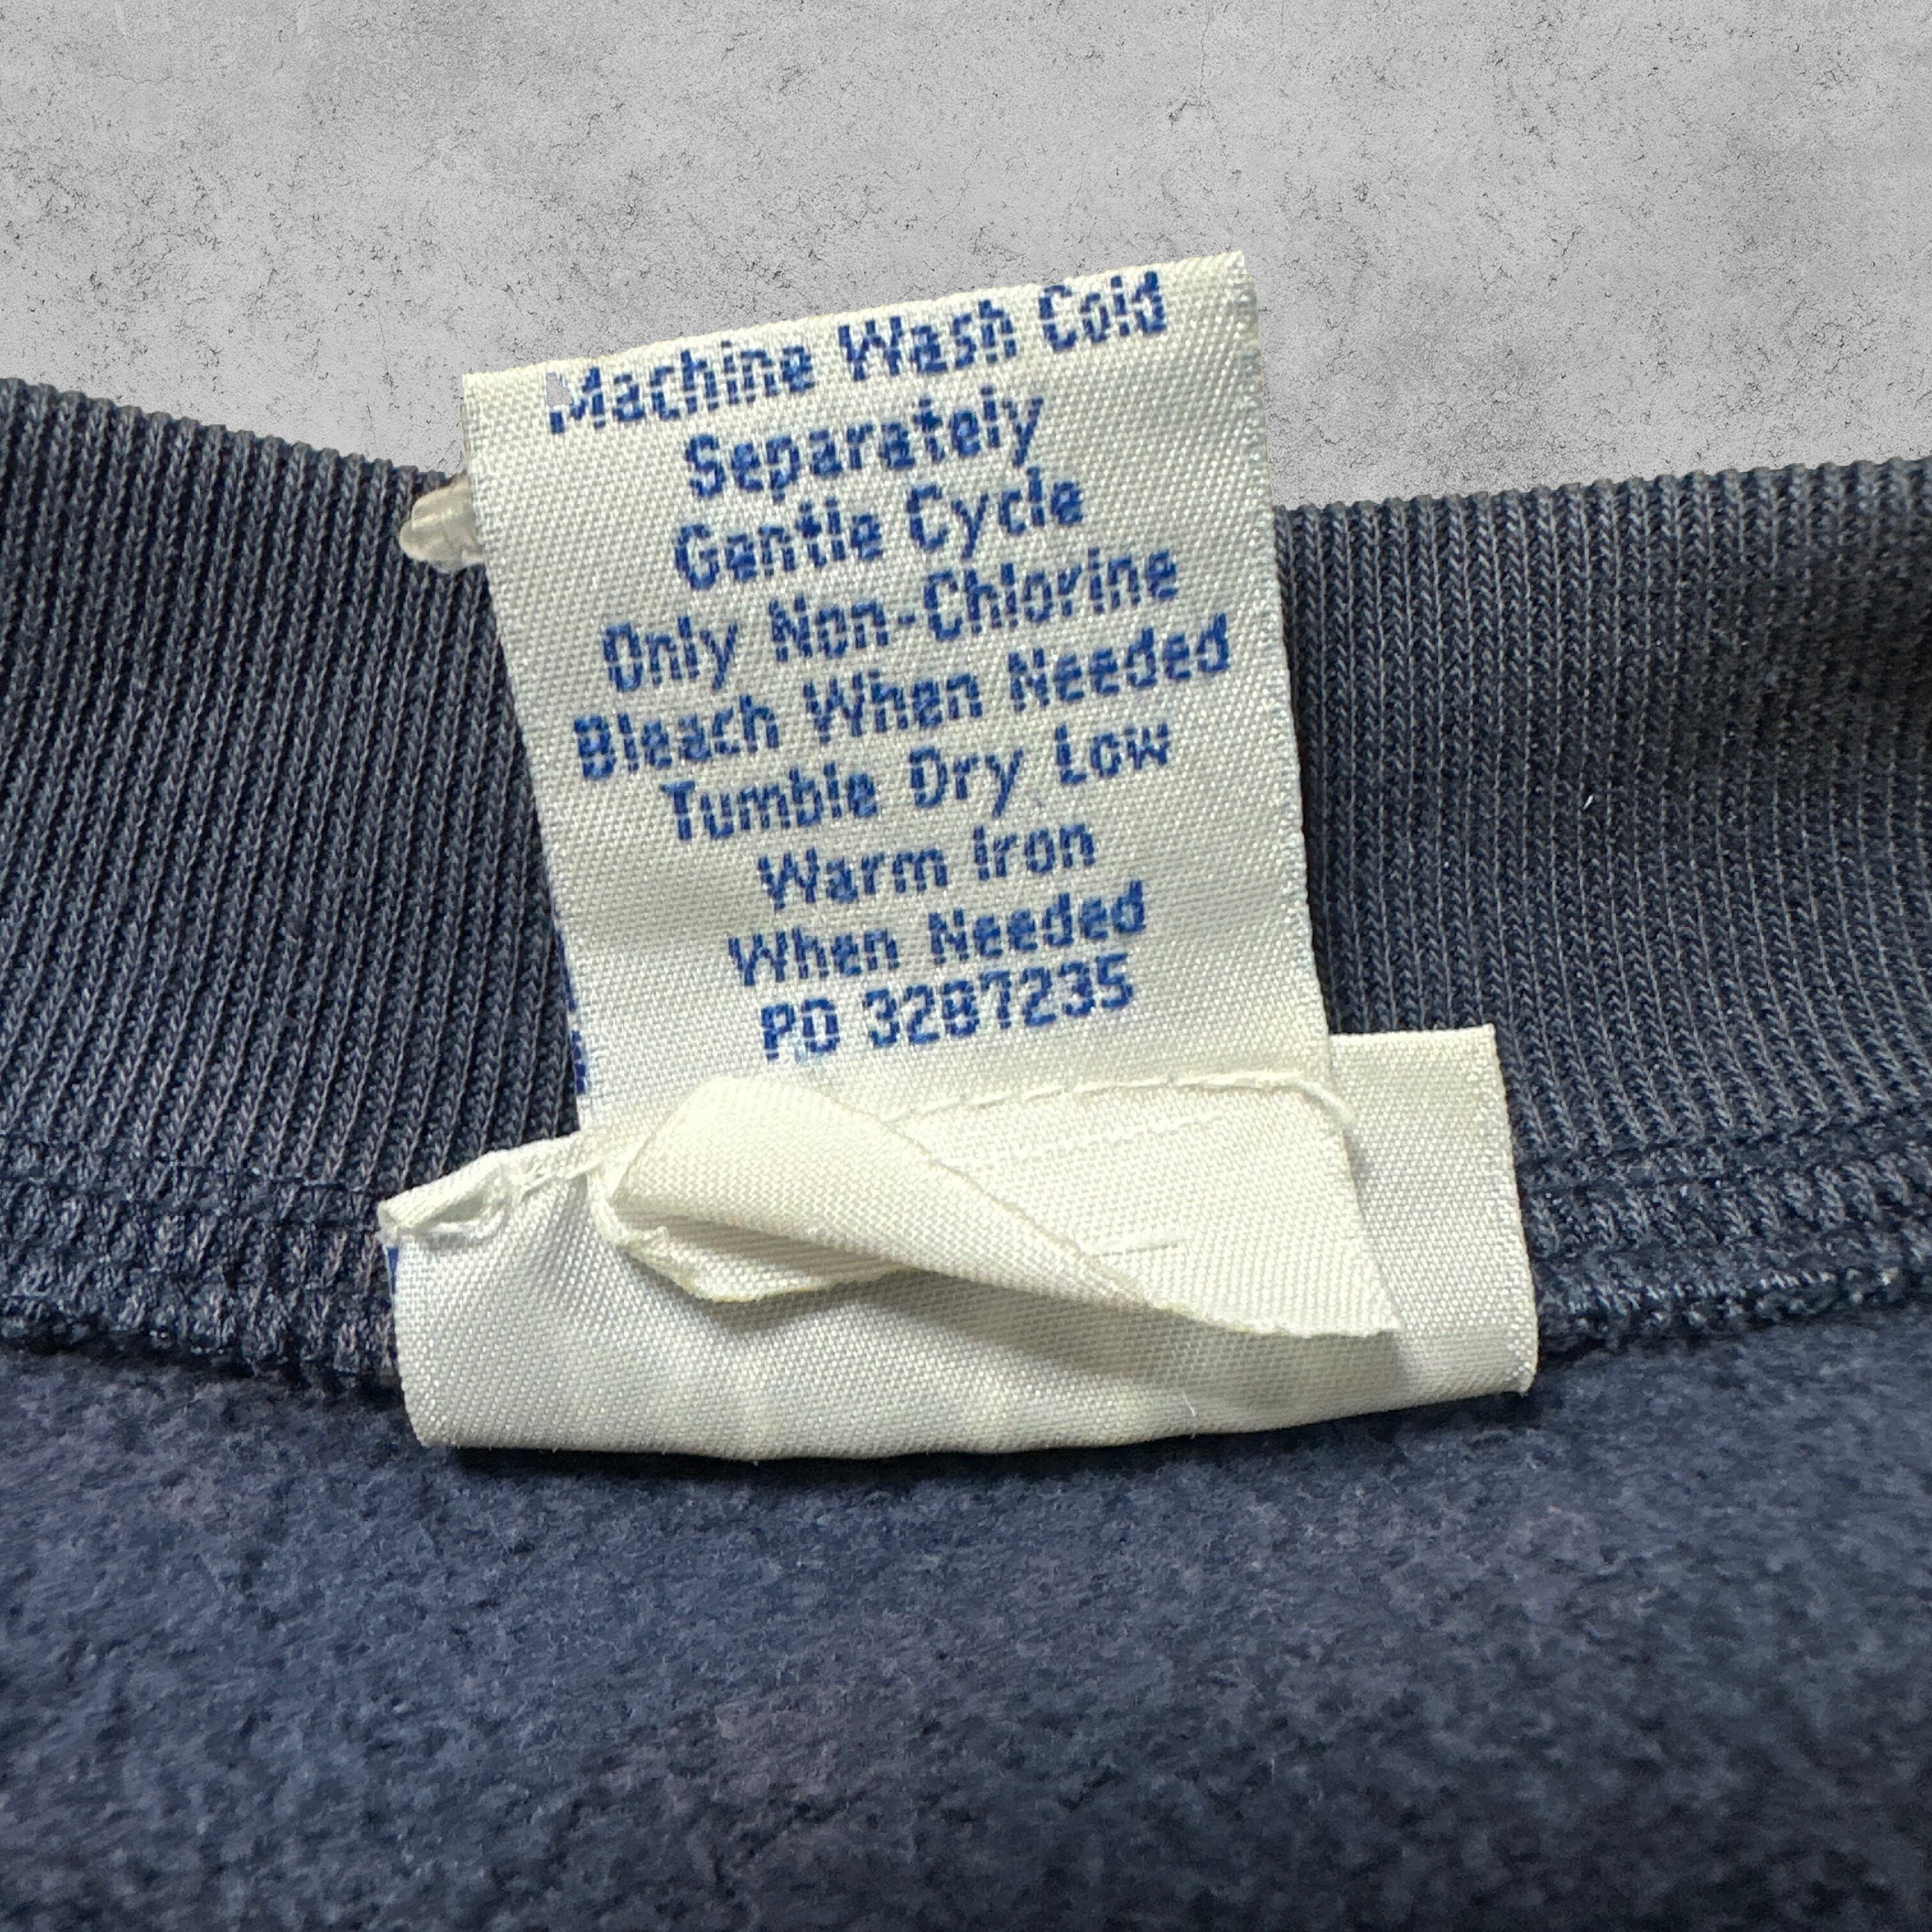 Machine Wash Cold
Separately
Gentle Cycle
Only Non-Chlorine
Bleach When Needed
Tumble Dry Low
Warm Iron
When Needed
PO 3287235